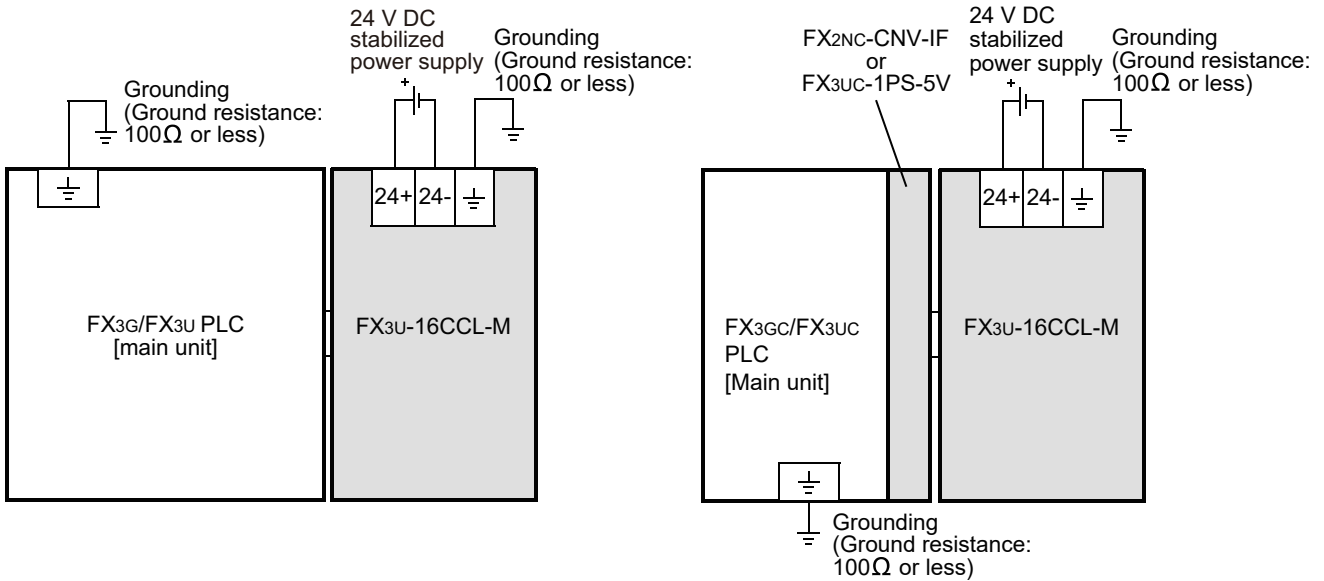 24 V DC
stabilized
power supply
Grounding
(Ground resistance:
100Ω or less)
+
Grounding
(Ground resistance:
100Ω or less)
24+
24-
FX3G/FX3U PLC
[main unit]
FX3U-16CCL-M
FX2NC-CNV-IF
or
FX3UC-1PS-5V
24 V DC
stabilized
power supply
Grounding
(Ground resistance:
100Ω or less)
+
24+
24-
FX3GC/FX3UC
PLC
[Main unit]
FX3U-16CCL-M
Grounding
(Ground resistance:
100Ω or less)